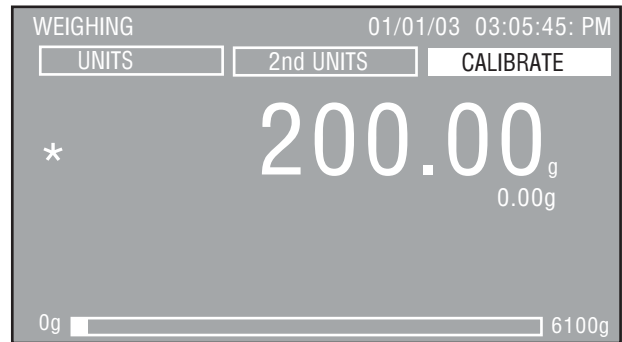 WEIGHING 01/01/03 03:05:45: PM
UNITS 2nd UNITS CALIBRATE
* 200.00 g
0.00g
0g 6100g